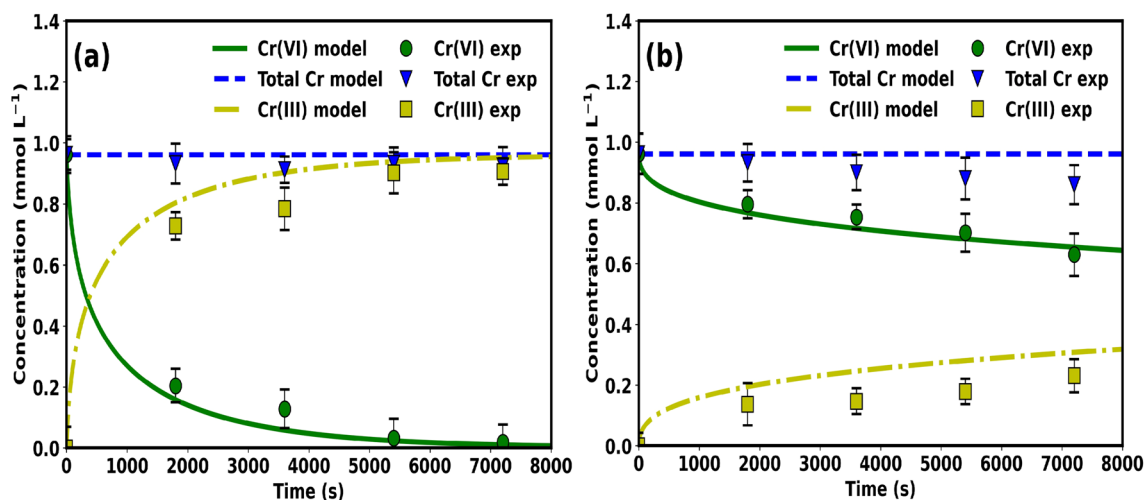 (a)
Cr(VI) model Cr(VI) exp
Total Cr model Total Cr exp
Cr(III) model Cr(III) exp
Concentration (mmol L⁻¹)
1.4
1.2
1.0
0.8
0.6
0.4
0.2
0.0
0 1000 2000 3000 4000 5000 6000 7000 8000
Time (s)
(b)
Cr(VI) model Cr(VI) exp
Total Cr model Total Cr exp
Cr(III) model Cr(III) exp
Concentration (mmol L⁻¹)
1.4
1.2
1.0
0.8
0.6
0.4
0.2
0.0
0 1000 2000 3000 4000 5000 6000 7000 8000
Time (s)